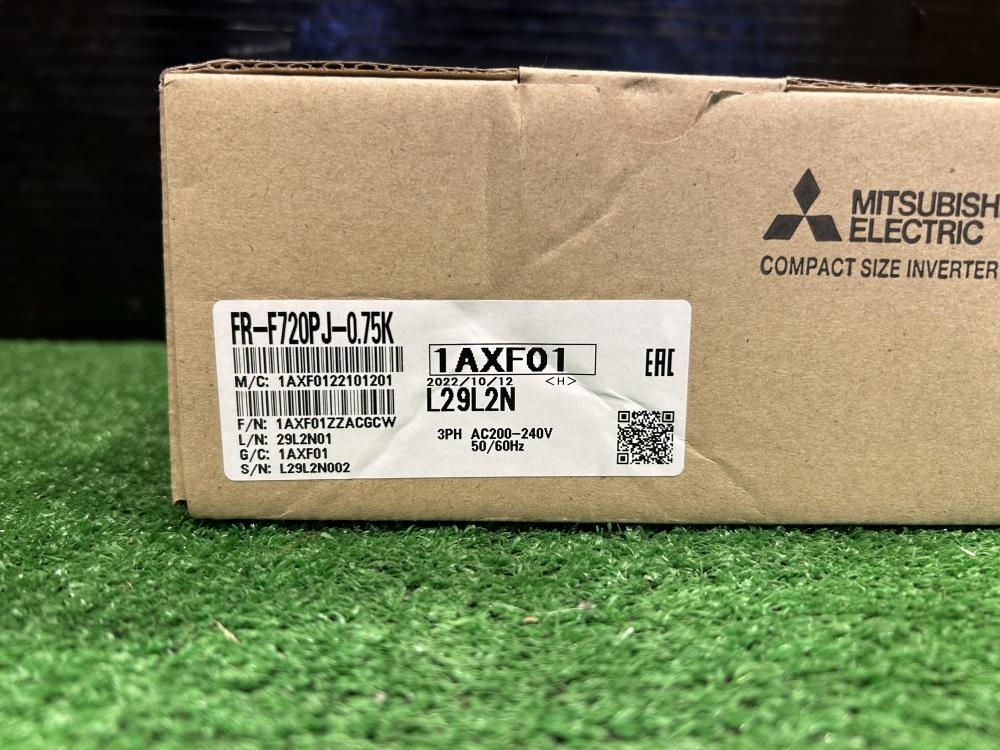 MITSUBISH
ELECTRIC
COMPACT SIZE INVERTER
FR-F720PJ-0.75K
M/C: 1AXF0122101201
F/N: 1AXF01ZZACGCW
L/N: 29L2N01
G/C: 1AXF01
S/N: L29L2N002
1AXF01
2022/10/12 <H>
L29L2N
3PH AC200-240V
50/60Hz
EAC